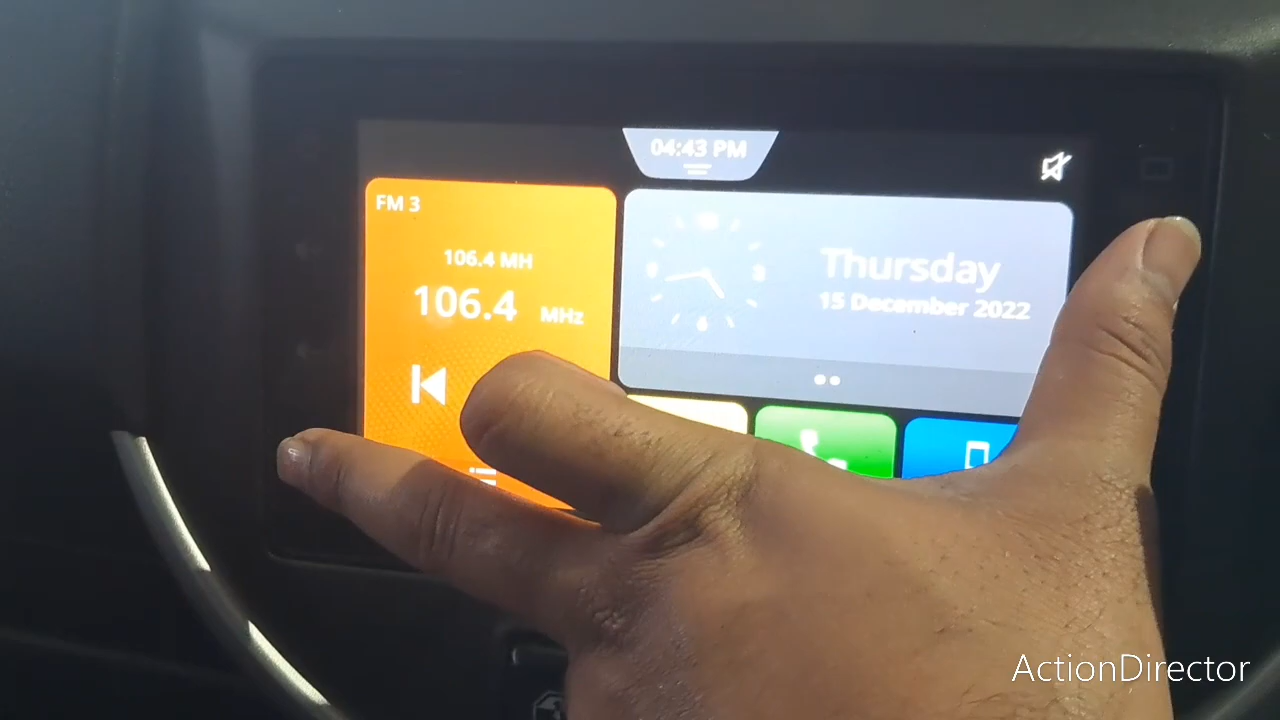 04:43 PM
FM 3
106.4 MH
106.4 MHz
Thursday
15 December 2022
ActionDirector